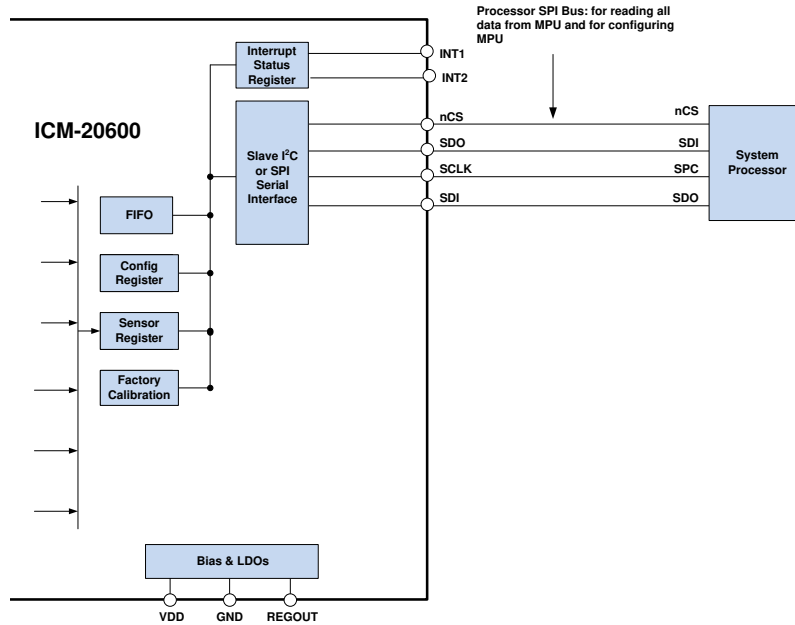 Processor SPI Bus: for reading all
data from MPU and for configuring
MPU
Interrupt
Status
Register
INT1
INT2
ICM-20600
Slave I²C
or SPI
Serial
Interface
nCS
SDO
SCLK
SDI
nCS
SDI
SPC
SDO
System
Processor
FIFO
Config
Register
Sensor
Register
Factory
Calibration
Bias & LDOs
VDD
GND
REGOUT